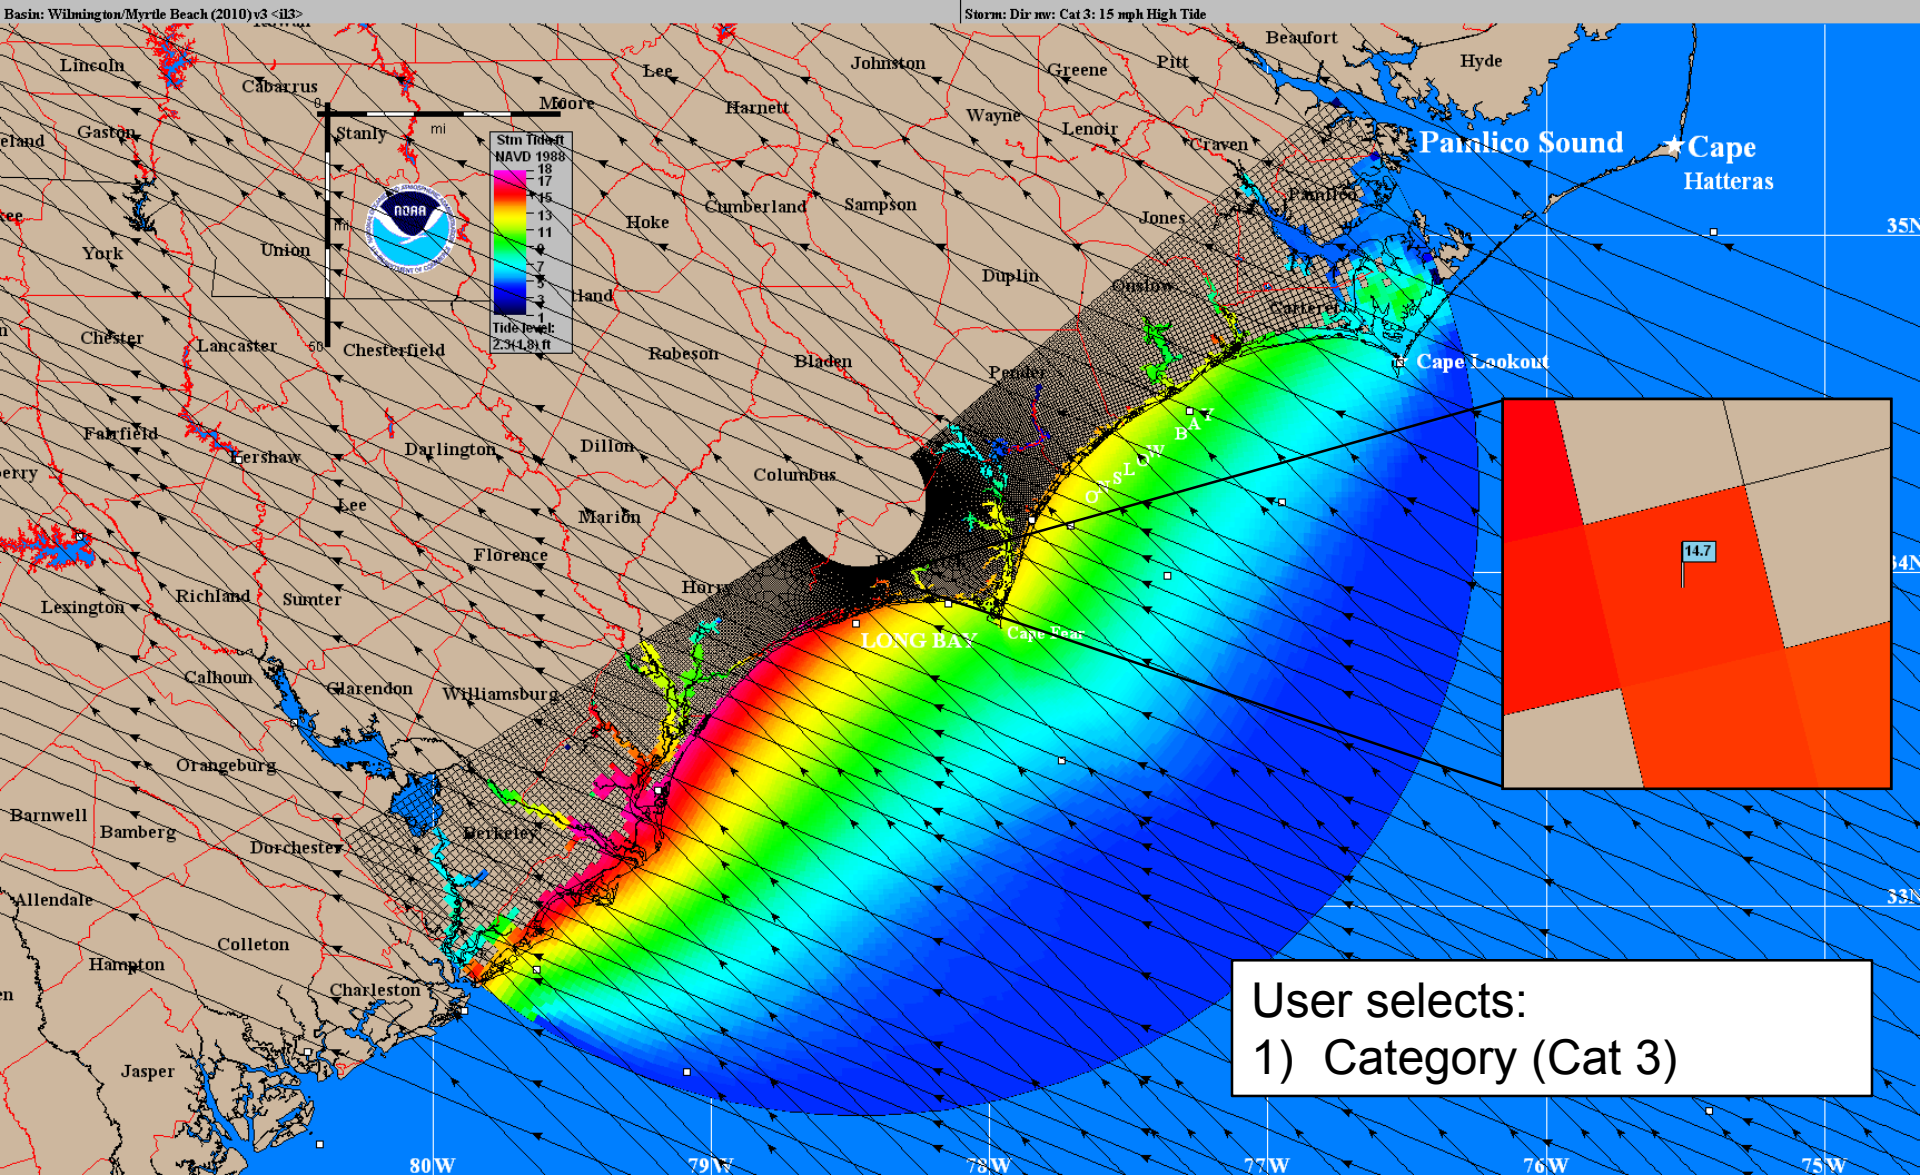 Basin: Wilmington/Myrtle Beach (2010) v3 <il3>
Storm: Dir nw: Cat 3: 15 mph High Tide
Beaufort
Hyde
Lincoln
Cabarrus
Lee
Johnston
Greene
Pitt
Moore
Harnett
Wayne
Lenoir
Gaston
Stanly
mi
0
Stm Tide-ft
NAVD 1988
18
17
15
13
11
9
7
5
3
1
Tide level:
2.3(1.8) ft
NOAA
mi
50
Craven
Pamlico Sound
Cape
Hatteras
Pamlico
Cumberland
Sampson
Jones
Hoke
York
Union
35N
Duplin
Onslow
Carteret
Chester
Lancaster
Chesterfield
Robeson
Bladen
Pender
Cape Lookout
ONSLOW BAY
Fairfield
Kershaw
Darlington
Dillon
Columbus
Lee
Marion
Florence
14.7
34N
Horry
Lexington
Richland
Sumter
LONG BAY
Cape Fear
Calhoun
Clarendon
Williamsburg
Orangeburg
Barnwell
Bamberg
Dorchester
Berkeley
Allendale
33N
Colleton
Hampton
Charleston
Jasper
User selects:
1) Category (Cat 3)
80W
79W
78W
77W
76W
75W